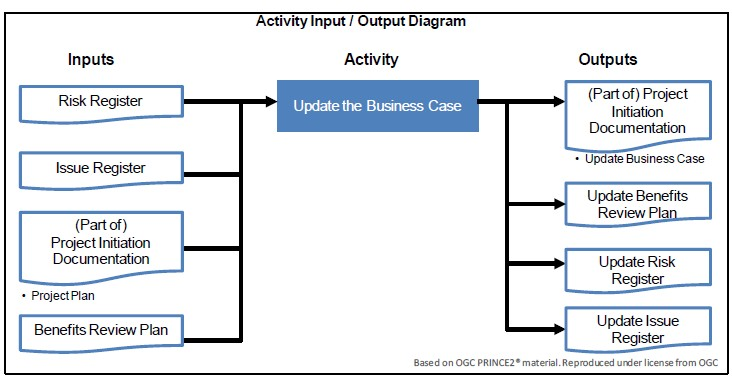 Activity Input / Output Diagram
Inputs
Activity
Outputs
Risk Register
Issue Register
(Part of)
Project Initiation
Documentation
• Project Plan
Benefits Review Plan
Update the Business Case
(Part of) Project
Initiation
Documentation
• Update Business Case
Update Benefits
Review Plan
Update Risk
Register
Update Issue
Register
Based on OGC PRINCE2® material. Reproduced under license from OGC